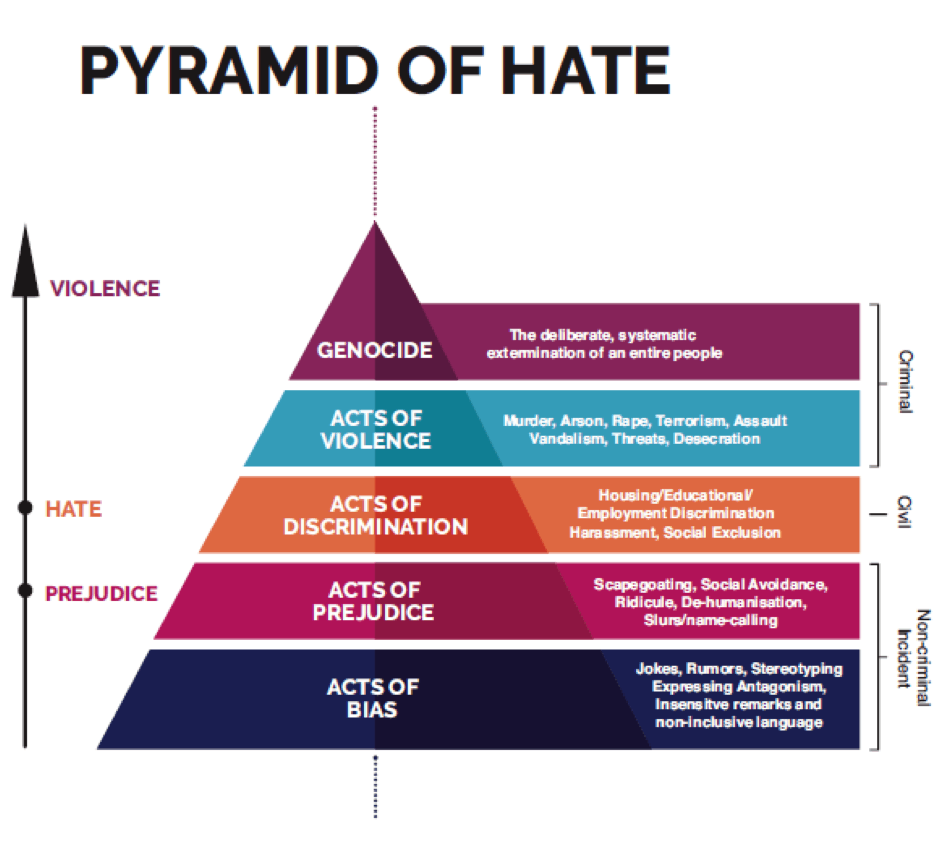 PYRAMID OF HATE
VIOLENCE
HATE
PREJUDICE
GENOCIDE
The deliberate, systematic
extermination of an entire people
ACTS OF
VIOLENCE
Murder, Arson, Rape, Terrorism, Assault
Vandalism, Threats, Desecration
ACTS OF
DISCRIMINATION
Housing/Educational/
Employment Discrimination
Harassment, Social Exclusion
ACTS OF
PREJUDICE
Scapegoating, Social Avoidance,
Ridicule, De-humanisation,
Slurs/name-calling
ACTS OF
BIAS
Jokes, Rumors, Stereotyping
Expressing Antagonism,
Insensitve remarks and
non-inclusive language
Criminal
Civil
Non-criminal
Incident